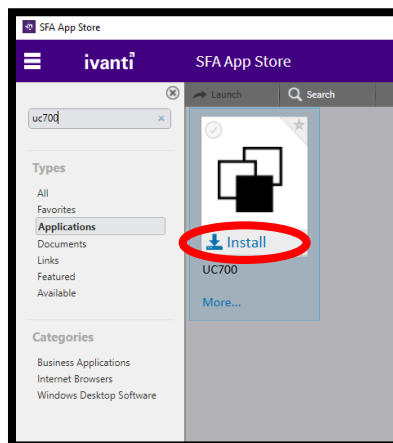 SFA App Store
ivanti
SFA App Store
Launch
Search
uc700
Types
All
Favorites
Applications
Documents
Links
Featured
Available
Categories
Business Applications
Internet Browsers
Windows Desktop Software
Install
UC700
More...